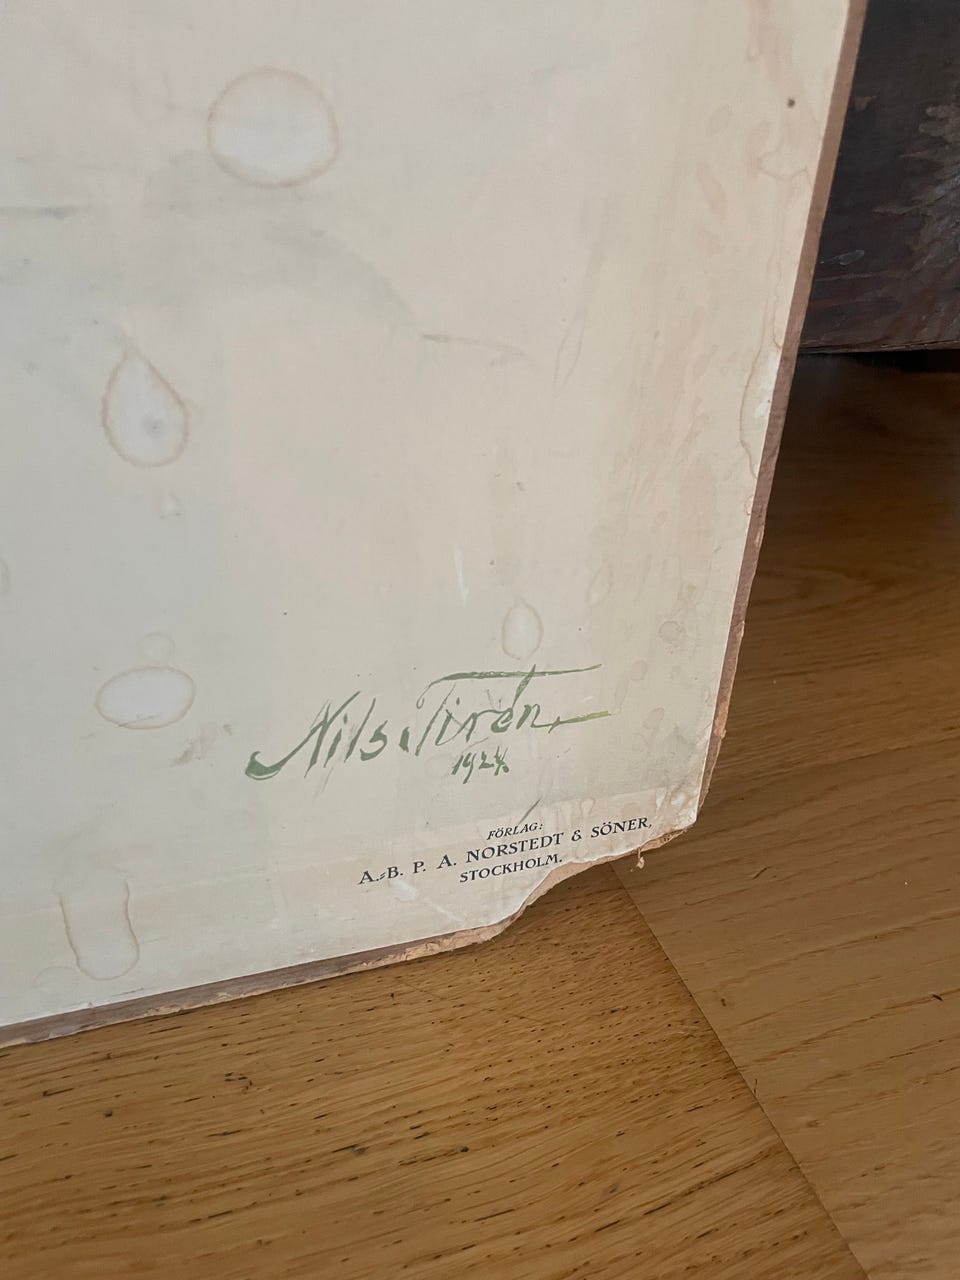 Nils Tirén
1924
FÖRLAG:
A.-B. P. A. NORSTEDT & SÖNER,
STOCKHOLM.